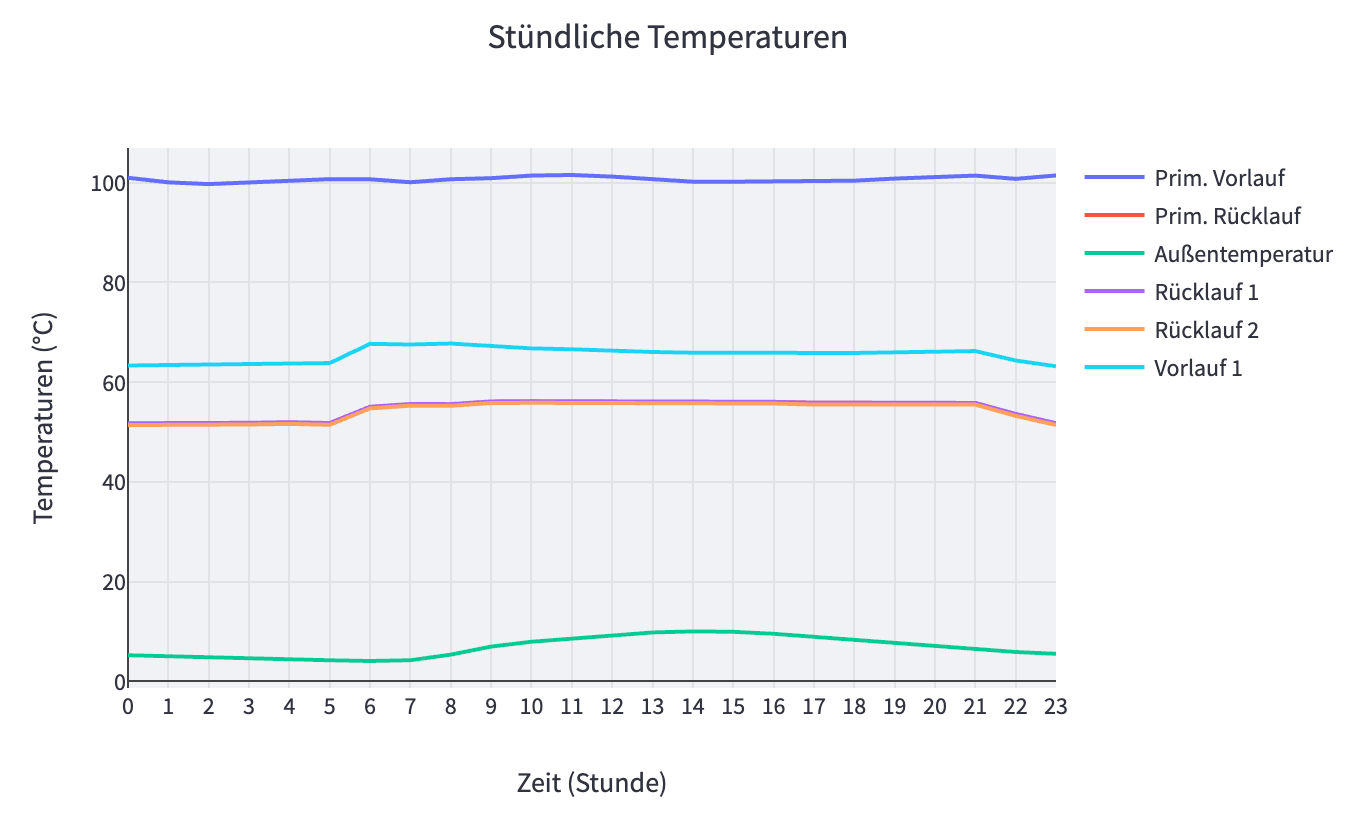 Stündliche Temperaturen
Temperaturen (°C)
100
80
60
40
20
0
0 1 2 3 4 5 6 7 8 9 10 11 12 13 14 15 16 17 18 19 20 21 22 23
Zeit (Stunde)
Prim. Vorlauf
Prim. Rücklauf
Außentemperatur
Rücklauf 1
Rücklauf 2
Vorlauf 1